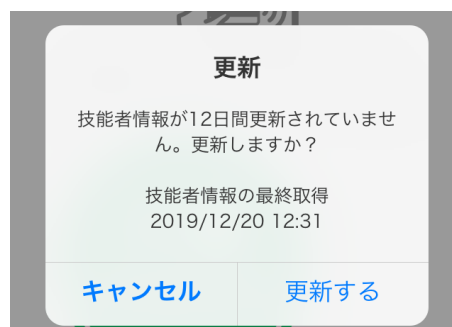 更新
技能者情報が12日間更新されていませ
ん。更新しますか？
技能者情報の最終取得
2019/12/20 12:31
キャンセル
更新する